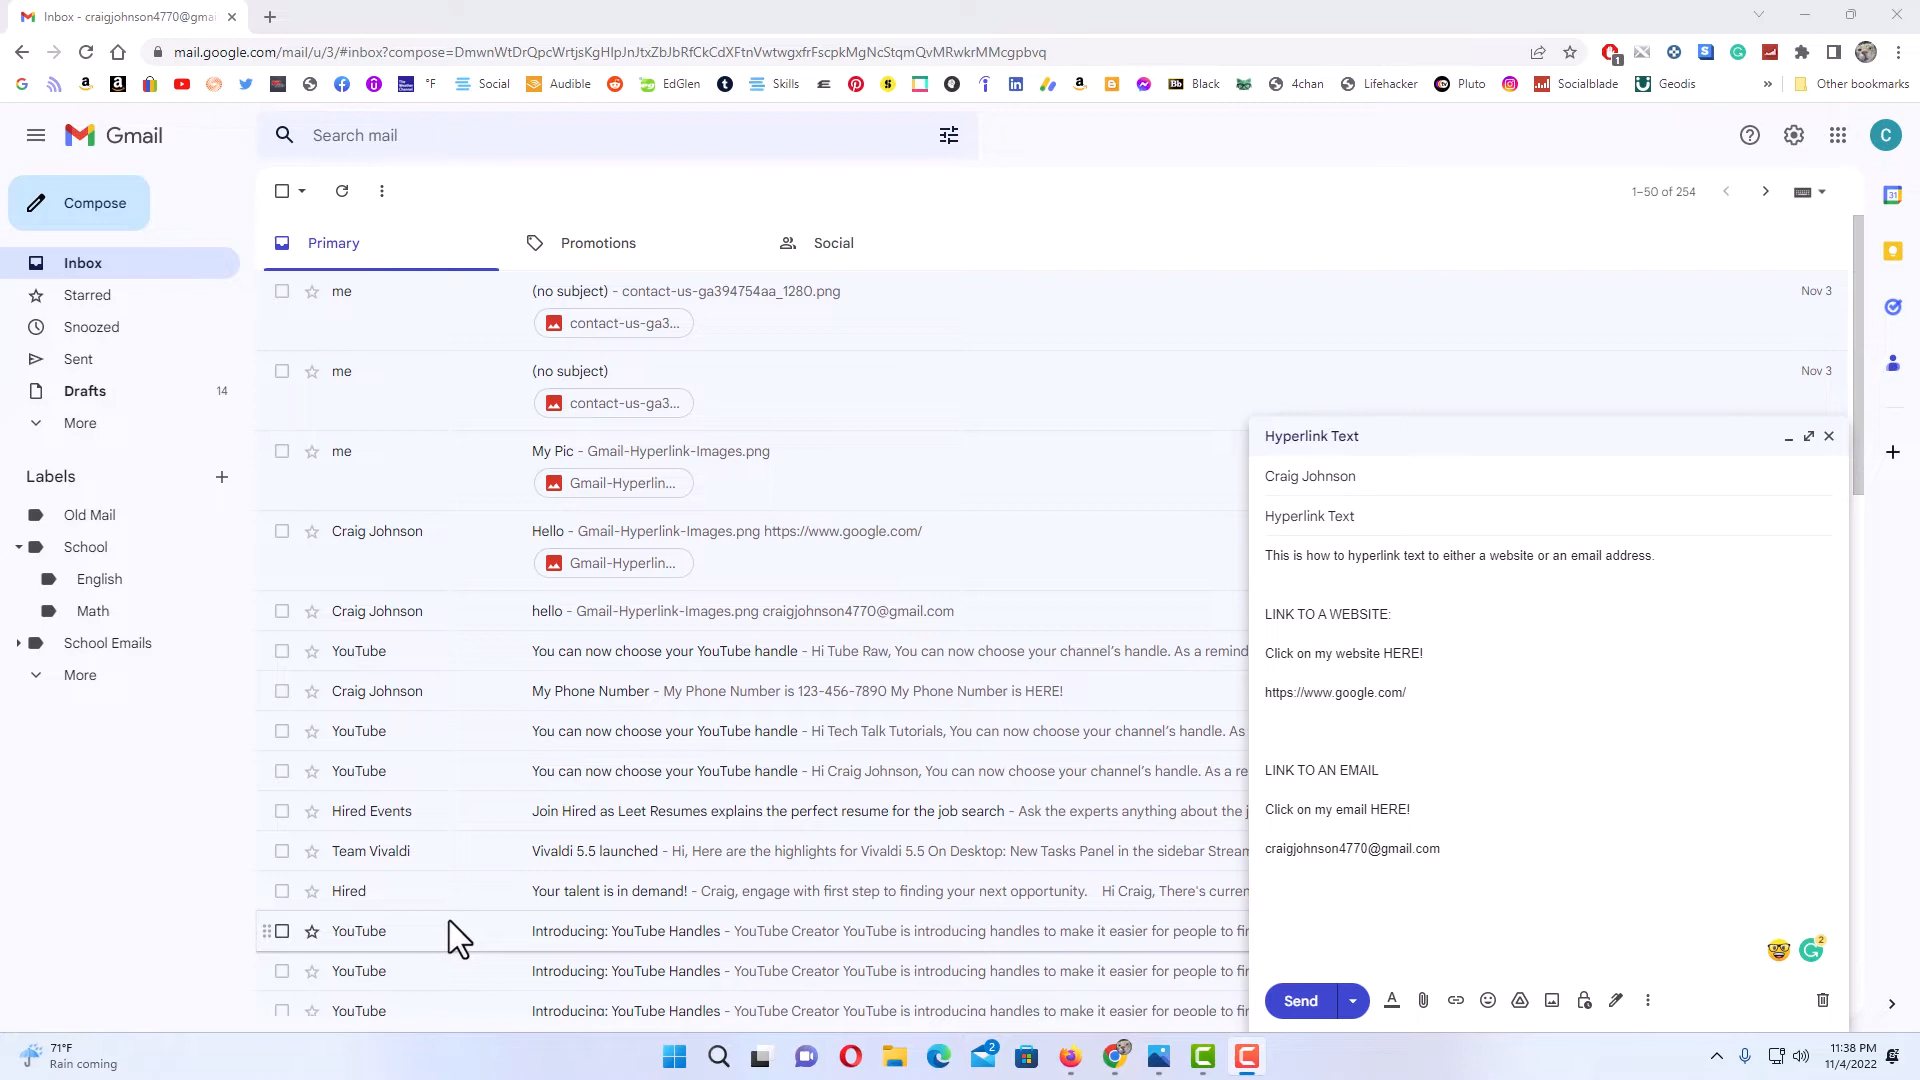 Inbox - craigjohnson4770@gmai
mail.google.com/mail/u/3/#inbox?compose=DmwnWtDrQpcWrtjsKgHlpJnJtxZbJbRfCkCdXFtnVwtwgxfrFscpkMgNcStqmQvMRwkrMMcgpbvq
1
°F
Social
Audible
EdGlen
Skills
Black
4chan
Lifehacker
Pluto
Socialblade
Geodis
»
Other bookmarks
Gmail
Search mail
C
Compose
1–50 of 254
31
Primary
Promotions
Social
Inbox
Starred
Snoozed
Sent
Drafts 14
More
Labels
Old Mail
School
English
Math
School Emails
More
me (no subject) - contact-us-ga394754aa_1280.png Nov 3
contact-us-ga3...
me (no subject) Nov 3
contact-us-ga3...
me My Pic - Gmail-Hyperlink-Images.png
Gmail-Hyperlin...
Craig Johnson Hello - Gmail-Hyperlink-Images.png https://www.google.com/
Gmail-Hyperlin...
Craig Johnson hello - Gmail-Hyperlink-Images.png craigjohnson4770@gmail.com
YouTube You can now choose your YouTube handle - Hi Tube Raw, You can now choose your channel's handle. As a remind
Craig Johnson My Phone Number - My Phone Number is 123-456-7890 My Phone Number is HERE!
YouTube You can now choose your YouTube handle - Hi Tech Talk Tutorials, You can now choose your channel's handle. As
YouTube You can now choose your YouTube handle - Hi Craig Johnson, You can now choose your channel's handle. As a re
Hired Events Join Hired as Leet Resumes explains the perfect resume for the job search - Ask the experts anything about the j
Team Vivaldi Vivaldi 5.5 launched - Hi, Here are the highlights for Vivaldi 5.5 On Desktop: New Tasks Panel in the sidebar Stream
Hired Your talent is in demand! - Craig, engage with first step to finding your next opportunity. Hi Craig, There's curren
YouTube Introducing: YouTube Handles - YouTube Creator YouTube is introducing handles to make it easier for people to fi
YouTube Introducing: YouTube Handles - YouTube Creator YouTube is introducing handles to make it easier for people to fi
YouTube Introducing: YouTube Handles - YouTube Creator YouTube is introducing handles to make it easier for people to fi
Hyperlink Text
Craig Johnson
Hyperlink Text
This is how to hyperlink text to either a website or an email address.
LINK TO A WEBSITE:
Click on my website HERE!
https://www.google.com/
LINK TO AN EMAIL
Click on my email HERE!
craigjohnson4770@gmail.com
2
Send
71°F
Rain coming
2
11:38 PM
11/4/2022